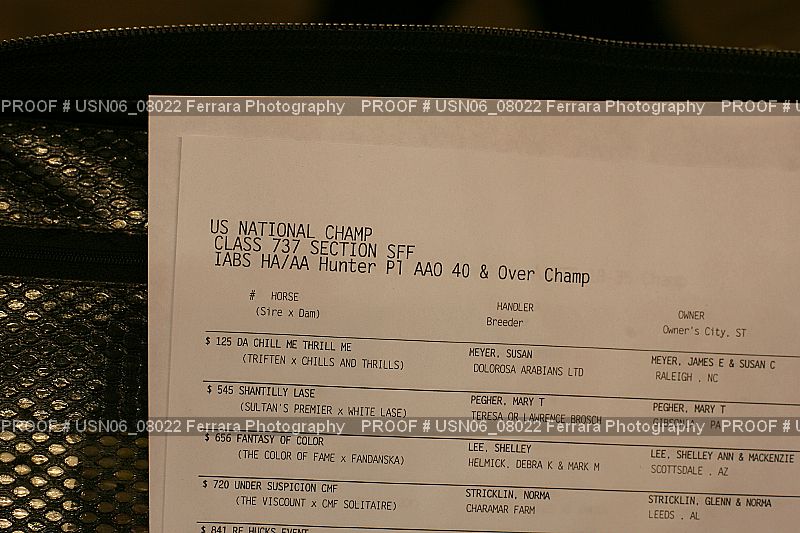 PROOF # USN06_08022 Ferrara Photography PROOF # USN06_08022 Ferrara Photography PROOF # USN
US NATIONAL CHAMP
CLASS 737 SECTION SFF
IABS HA/AA Hunter Pl AAO 40 & Over Champ
# HORSE HANDLER OWNER
(Sire x Dam) Breeder Owner's City, ST
$ 125 DA CHILL ME THRILL ME MEYER, SUSAN MEYER, JAMES E & SUSAN C
(TRIFTEN x CHILLS AND THRILLS) DOLOROSA ARABIANS LTD RALEIGH , NC
$ 545 SHANTILLY LASE PEGHER, MARY T PEGHER, MARY T
(SULTAN'S PREMIER x WHITE LASE) TERESA OR LAWRENCE BROSCH GIBSONIA, PA
PROOF # USN06_08022 Ferrara Photography PROOF # USN06_08022 Ferrara Photography PROOF # USN
$ 656 FANTASY OF COLOR LEE, SHELLEY LEE, SHELLEY ANN & MACKENZIE
(THE COLOR OF FAME x FANDANSKA) HELMICK, DEBRA K & MARK M SCOTTSDALE , AZ
$ 720 UNDER SUSPICION CMF STRICKLIN, NORMA STRICKLIN, GLENN & NORMA
(THE VISCOUNT x CMF SOLITAIRE) CHARAMAR FARM LEEDS , AL
$ 841 RF HUCKS EVENT